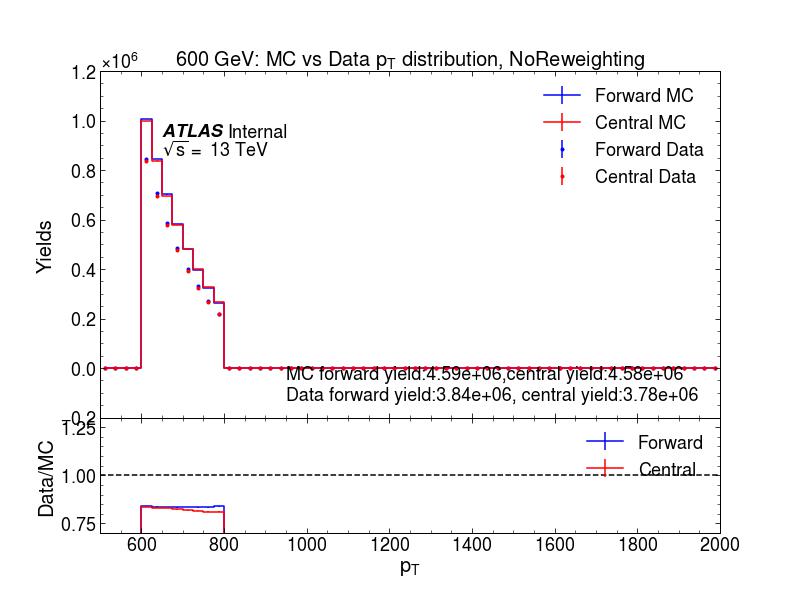 ×10⁶
600 GeV: MC vs Data p_T distribution, NoReweighting
1.2
1.0
0.8
0.6
0.4
0.2
0.0
0.2
Yields
ATLAS Internal
√s = 13 TeV
Forward MC
Central MC
Forward Data
Central Data
MC forward yield:4.59e+06,central yield:4.58e+06
Data forward yield:3.84e+06, central yield:3.78e+06
1.25
1.00
0.75
Data/MC
Forward
Central
600 800 1000 1200 1400 1600 1800 2000
p_T